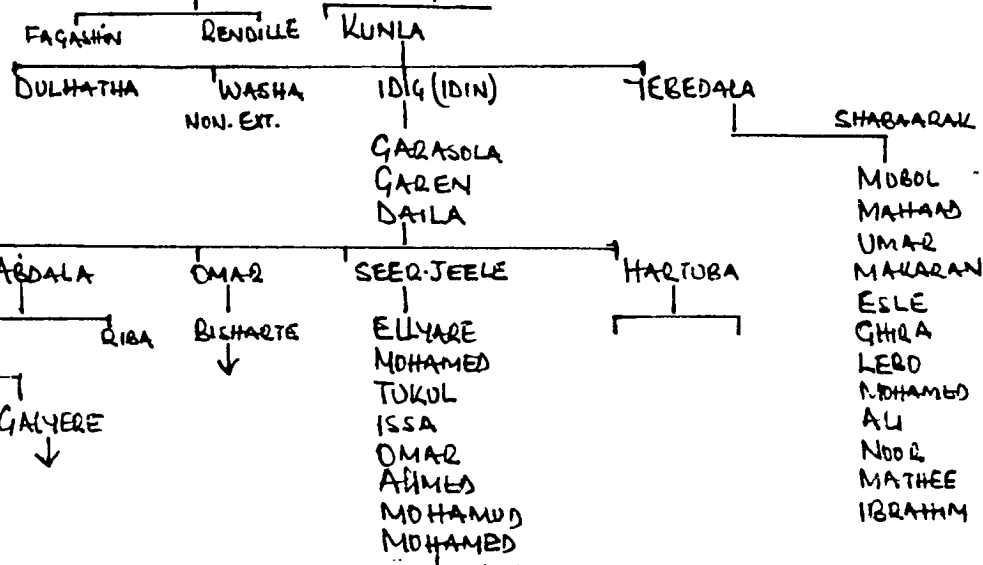 FAGASHIN RENDILLE KUNLA
DULHATHA WASHA IDIG (IDIN) YEBEDALA
NON. EXT.
SHABAARAK
GARASOLA
GAREN
DAILA
MOBOL
MAHAAD
UMAR
MAKARAN
ESLE
GHIRA
LEBO
MOHAMED
ALI
NOOR
MATHEE
IBRAHIM
ABDALA OMAR SEER-JEELE HARTUBA
RIBA BISHARTE
ELLYARE
MOHAMED
TUKUL
ISSA
OMAR
AHMED
MOHAMUD
MOHAMED
GALYERE